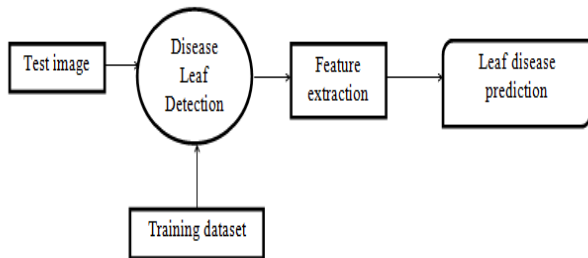 Test image
Disease
Leaf
Detection
Feature
extraction
Leaf disease
prediction
Training dataset